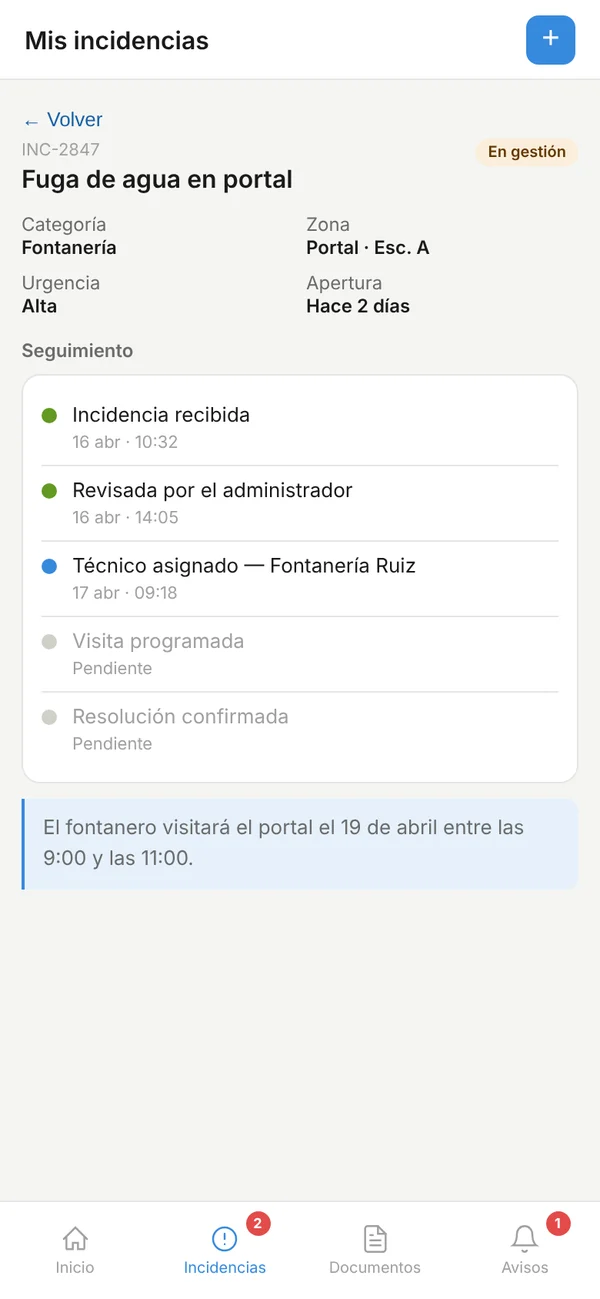 Mis incidencias
+
← Volver
INC-2847
En gestión
Fuga de agua en portal
Categoría
Zona
Fontanería
Portal · Esc. A
Urgencia
Apertura
Alta
Hace 2 días
Seguimiento
Incidencia recibida
16 abr · 10:32
Revisada por el administrador
16 abr · 14:05
Técnico asignado — Fontanería Ruiz
17 abr · 09:18
Visita programada
Pendiente
Resolución confirmada
Pendiente
El fontanero visitará el portal el 19 de abril entre las
9:00 y las 11:00.
2
1
Inicio
Incidencias
Documentos
Avisos